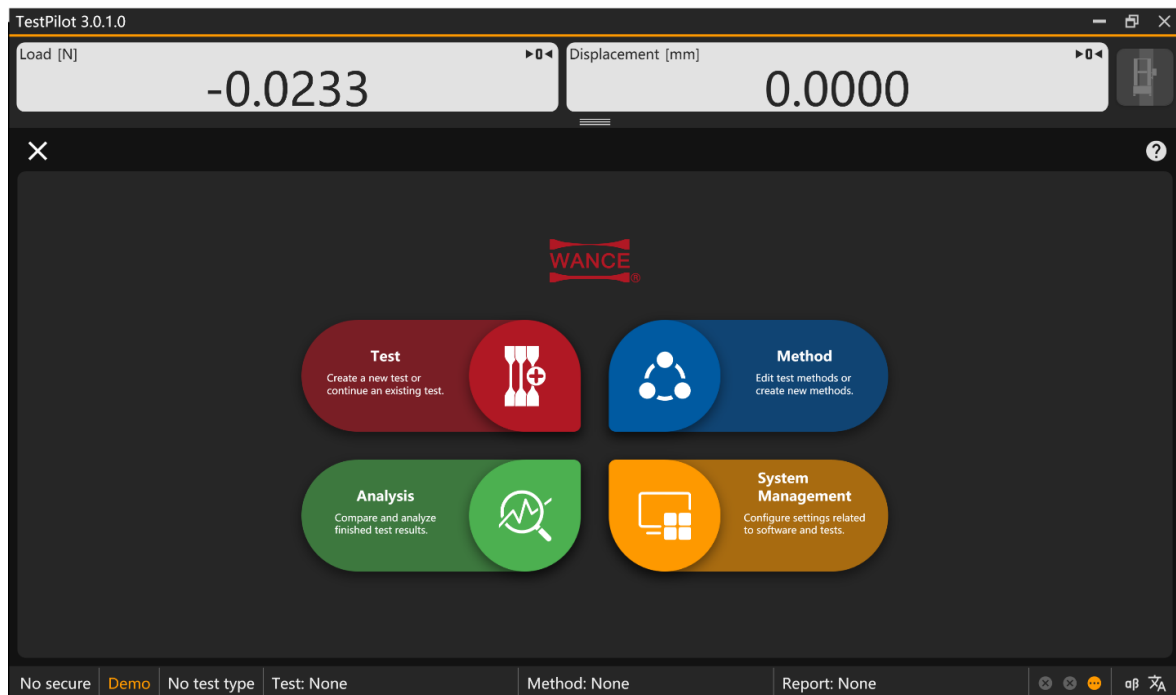 TestPilot 3.0.1.0
Load [N]
-0.0233
Displacement [mm]
0.0000
WANCE
®
Test
Create a new test or
continue an existing test.
Method
Edit test methods or
create new methods.
Analysis
Compare and analyze
finished test results.
System
Management
Configure settings related
to software and tests.
No secure
Demo
No test type
Test: None
Method: None
Report: None
αβ